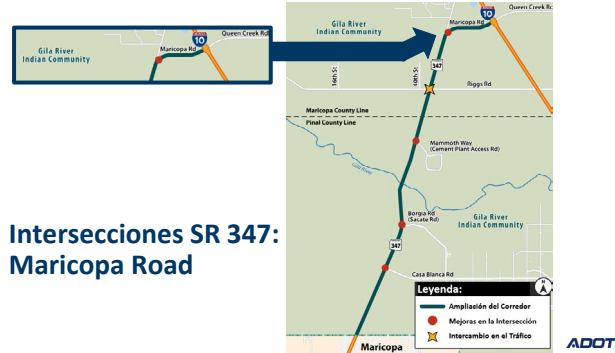 Queen Creek Rd
Maricopa Rd
10
Gila River
Indian Community
Gila River
Indian Community
Maricopa Rd
10
Queen Creek Rd
347
16th St
Riggs Rd
Maricopa County Line
Pinal County Line
Mammoth Way
(Cement Plant Access Rd)
Gila River
Borgia Rd
(Sacate Rd)
Gila River
Indian Community
347
Casa Blanca Rd
Maricopa
Leyenda:
N
Ampliación del Corredor
Mejoras en la Intersección
Intercambio en el Tráfico
Intersecciones SR 347:
Maricopa Road
ADOT